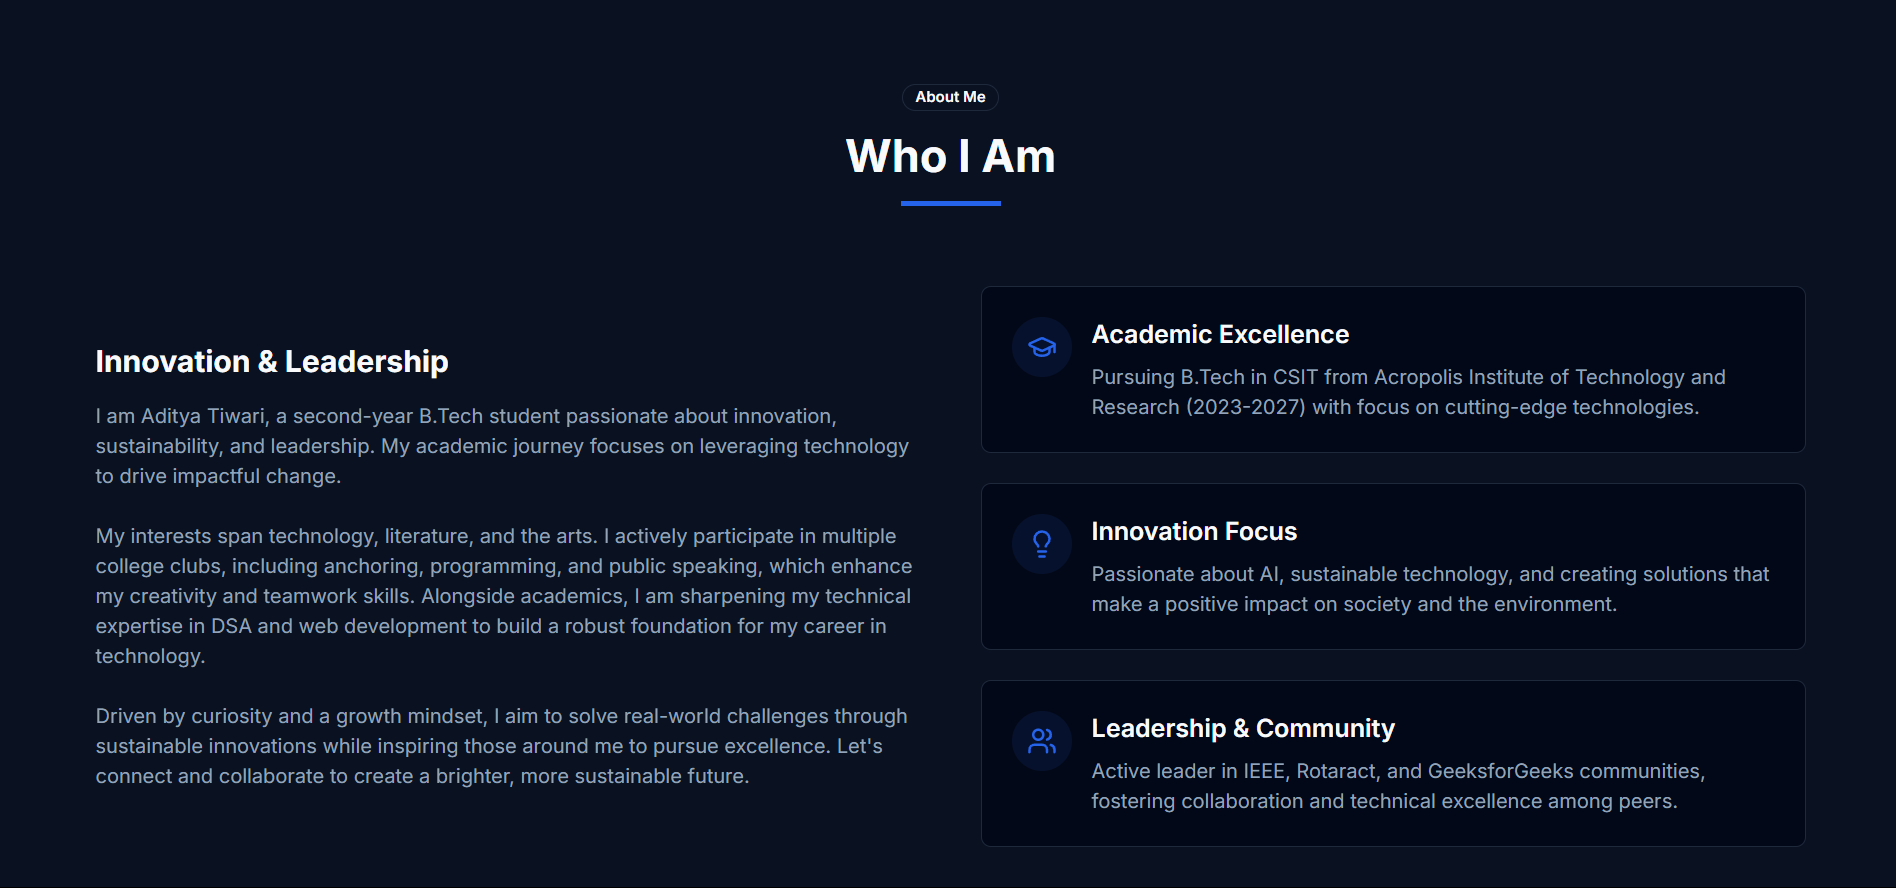 About Me
Who I Am
Innovation & Leadership
I am Aditya Tiwari, a second-year B.Tech student passionate about innovation,
sustainability, and leadership. My academic journey focuses on leveraging technology
to drive impactful change.
My interests span technology, literature, and the arts. I actively participate in multiple
college clubs, including anchoring, programming, and public speaking, which enhance
my creativity and teamwork skills. Alongside academics, I am sharpening my technical
expertise in DSA and web development to build a robust foundation for my career in
technology.
Driven by curiosity and a growth mindset, I aim to solve real-world challenges through
sustainable innovations while inspiring those around me to pursue excellence. Let's
connect and collaborate to create a brighter, more sustainable future.
Academic Excellence
Pursuing B.Tech in CSIT from Acropolis Institute of Technology and
Research (2023-2027) with focus on cutting-edge technologies.
Innovation Focus
Passionate about AI, sustainable technology, and creating solutions that
make a positive impact on society and the environment.
Leadership & Community
Active leader in IEEE, Rotaract, and GeeksforGeeks communities,
fostering collaboration and technical excellence among peers.